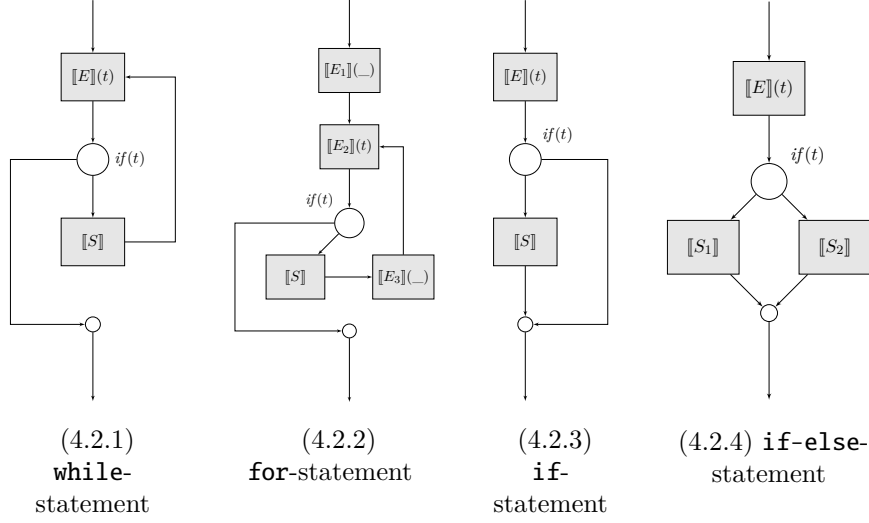 ⟦E⟧(t)
if(t)
⟦S⟧
(4.2.1)
while-
statement
⟦E₁⟧(_)
⟦E₂⟧(t)
if(t)
⟦S⟧
⟦E₃⟧(_)
(4.2.2)
for-statement
⟦E⟧(t)
if(t)
⟦S⟧
(4.2.3)
if-
statement
⟦E⟧(t)
if(t)
⟦S₁⟧
⟦S₂⟧
(4.2.4) if-else-
statement